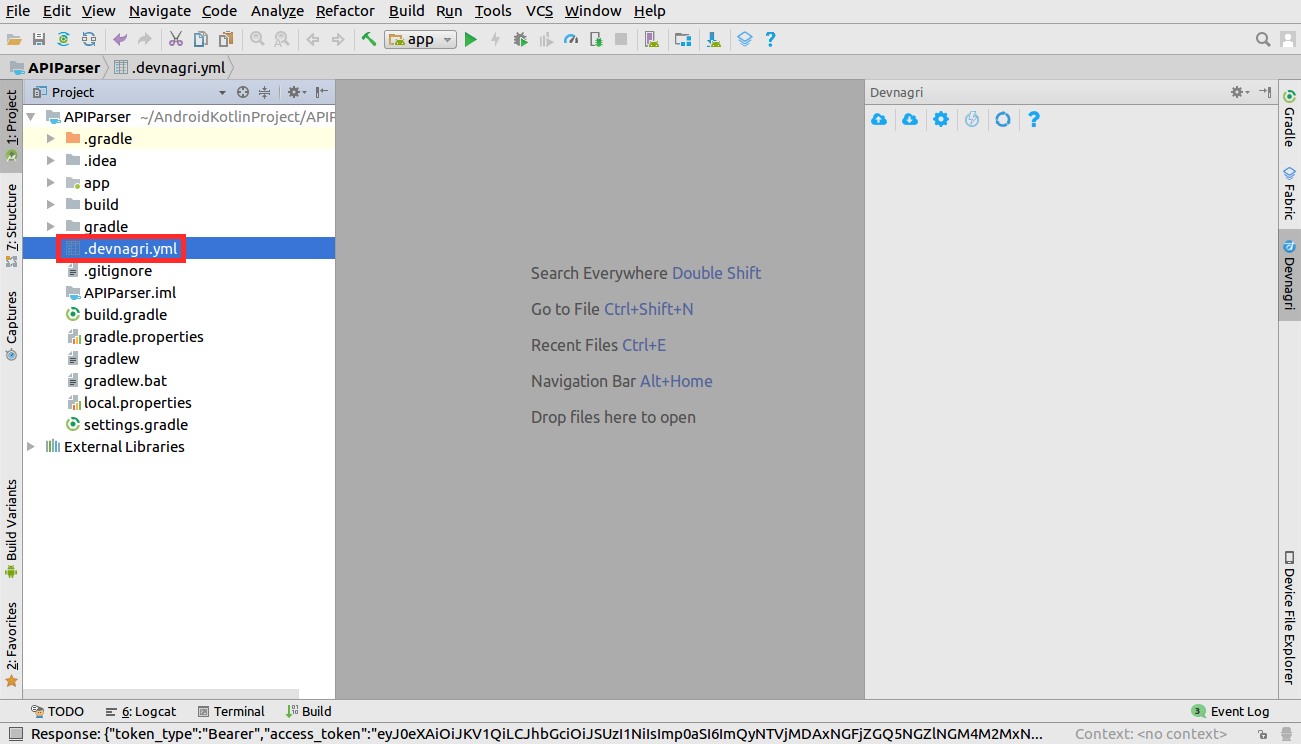 File Edit View Navigate Code Analyze Refactor Build Run Tools VCS Window Help
app
APIParser .devnagri.yml
Project
Devnagri
APIParser ~/AndroidKotlinProject/APIP
.gradle
.idea
app
build
gradle
.devnagri.yml
.gitignore
APIParser.iml
build.gradle
gradle.properties
gradlew
gradlew.bat
local.properties
settings.gradle
External Libraries
1: Project
7: Structure
Captures
Build Variants
2: Favorites
Search Everywhere Double Shift
Go to File Ctrl+Shift+N
Recent Files Ctrl+E
Navigation Bar Alt+Home
Drop files here to open
Gradle
Fabric
Devnagri
Device File Explorer
TODO 6: Logcat Terminal Build 3 Event Log
Response: {"token_type":"Bearer","access_token":"eyJ0eXAiOiJKV1QiLCJhbGciOiJSUzI1NiIsImp0aSI6ImQyNTVjMDAxNGFjZGQ5NGZlNGM4M2MxN... Context: <no context>